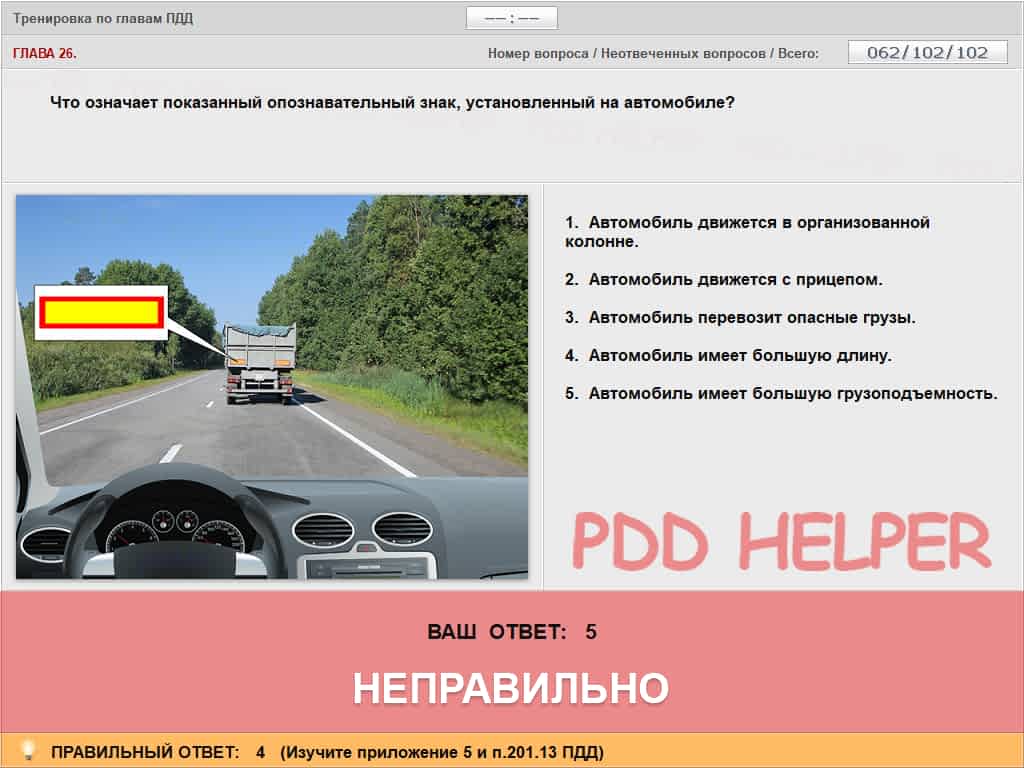 Тренировка по главам ПДД
—— : ——
ГЛАВА 26.
Номер вопроса / Неотвеченных вопросов / Всего:
062/102/102
Что означает показанный опознавательный знак, установленный на автомобиле?
1. Автомобиль движется в организованной
колонне.
2. Автомобиль движется с прицепом.
3. Автомобиль перевозит опасные грузы.
4. Автомобиль имеет большую длину.
5. Автомобиль имеет большую грузоподъемность.
PDD HELPER
ВАШ ОТВЕТ: 5
НЕПРАВИЛЬНО
ПРАВИЛЬНЫЙ ОТВЕТ: 4 (Изучите приложение 5 и п.201.13 ПДД)